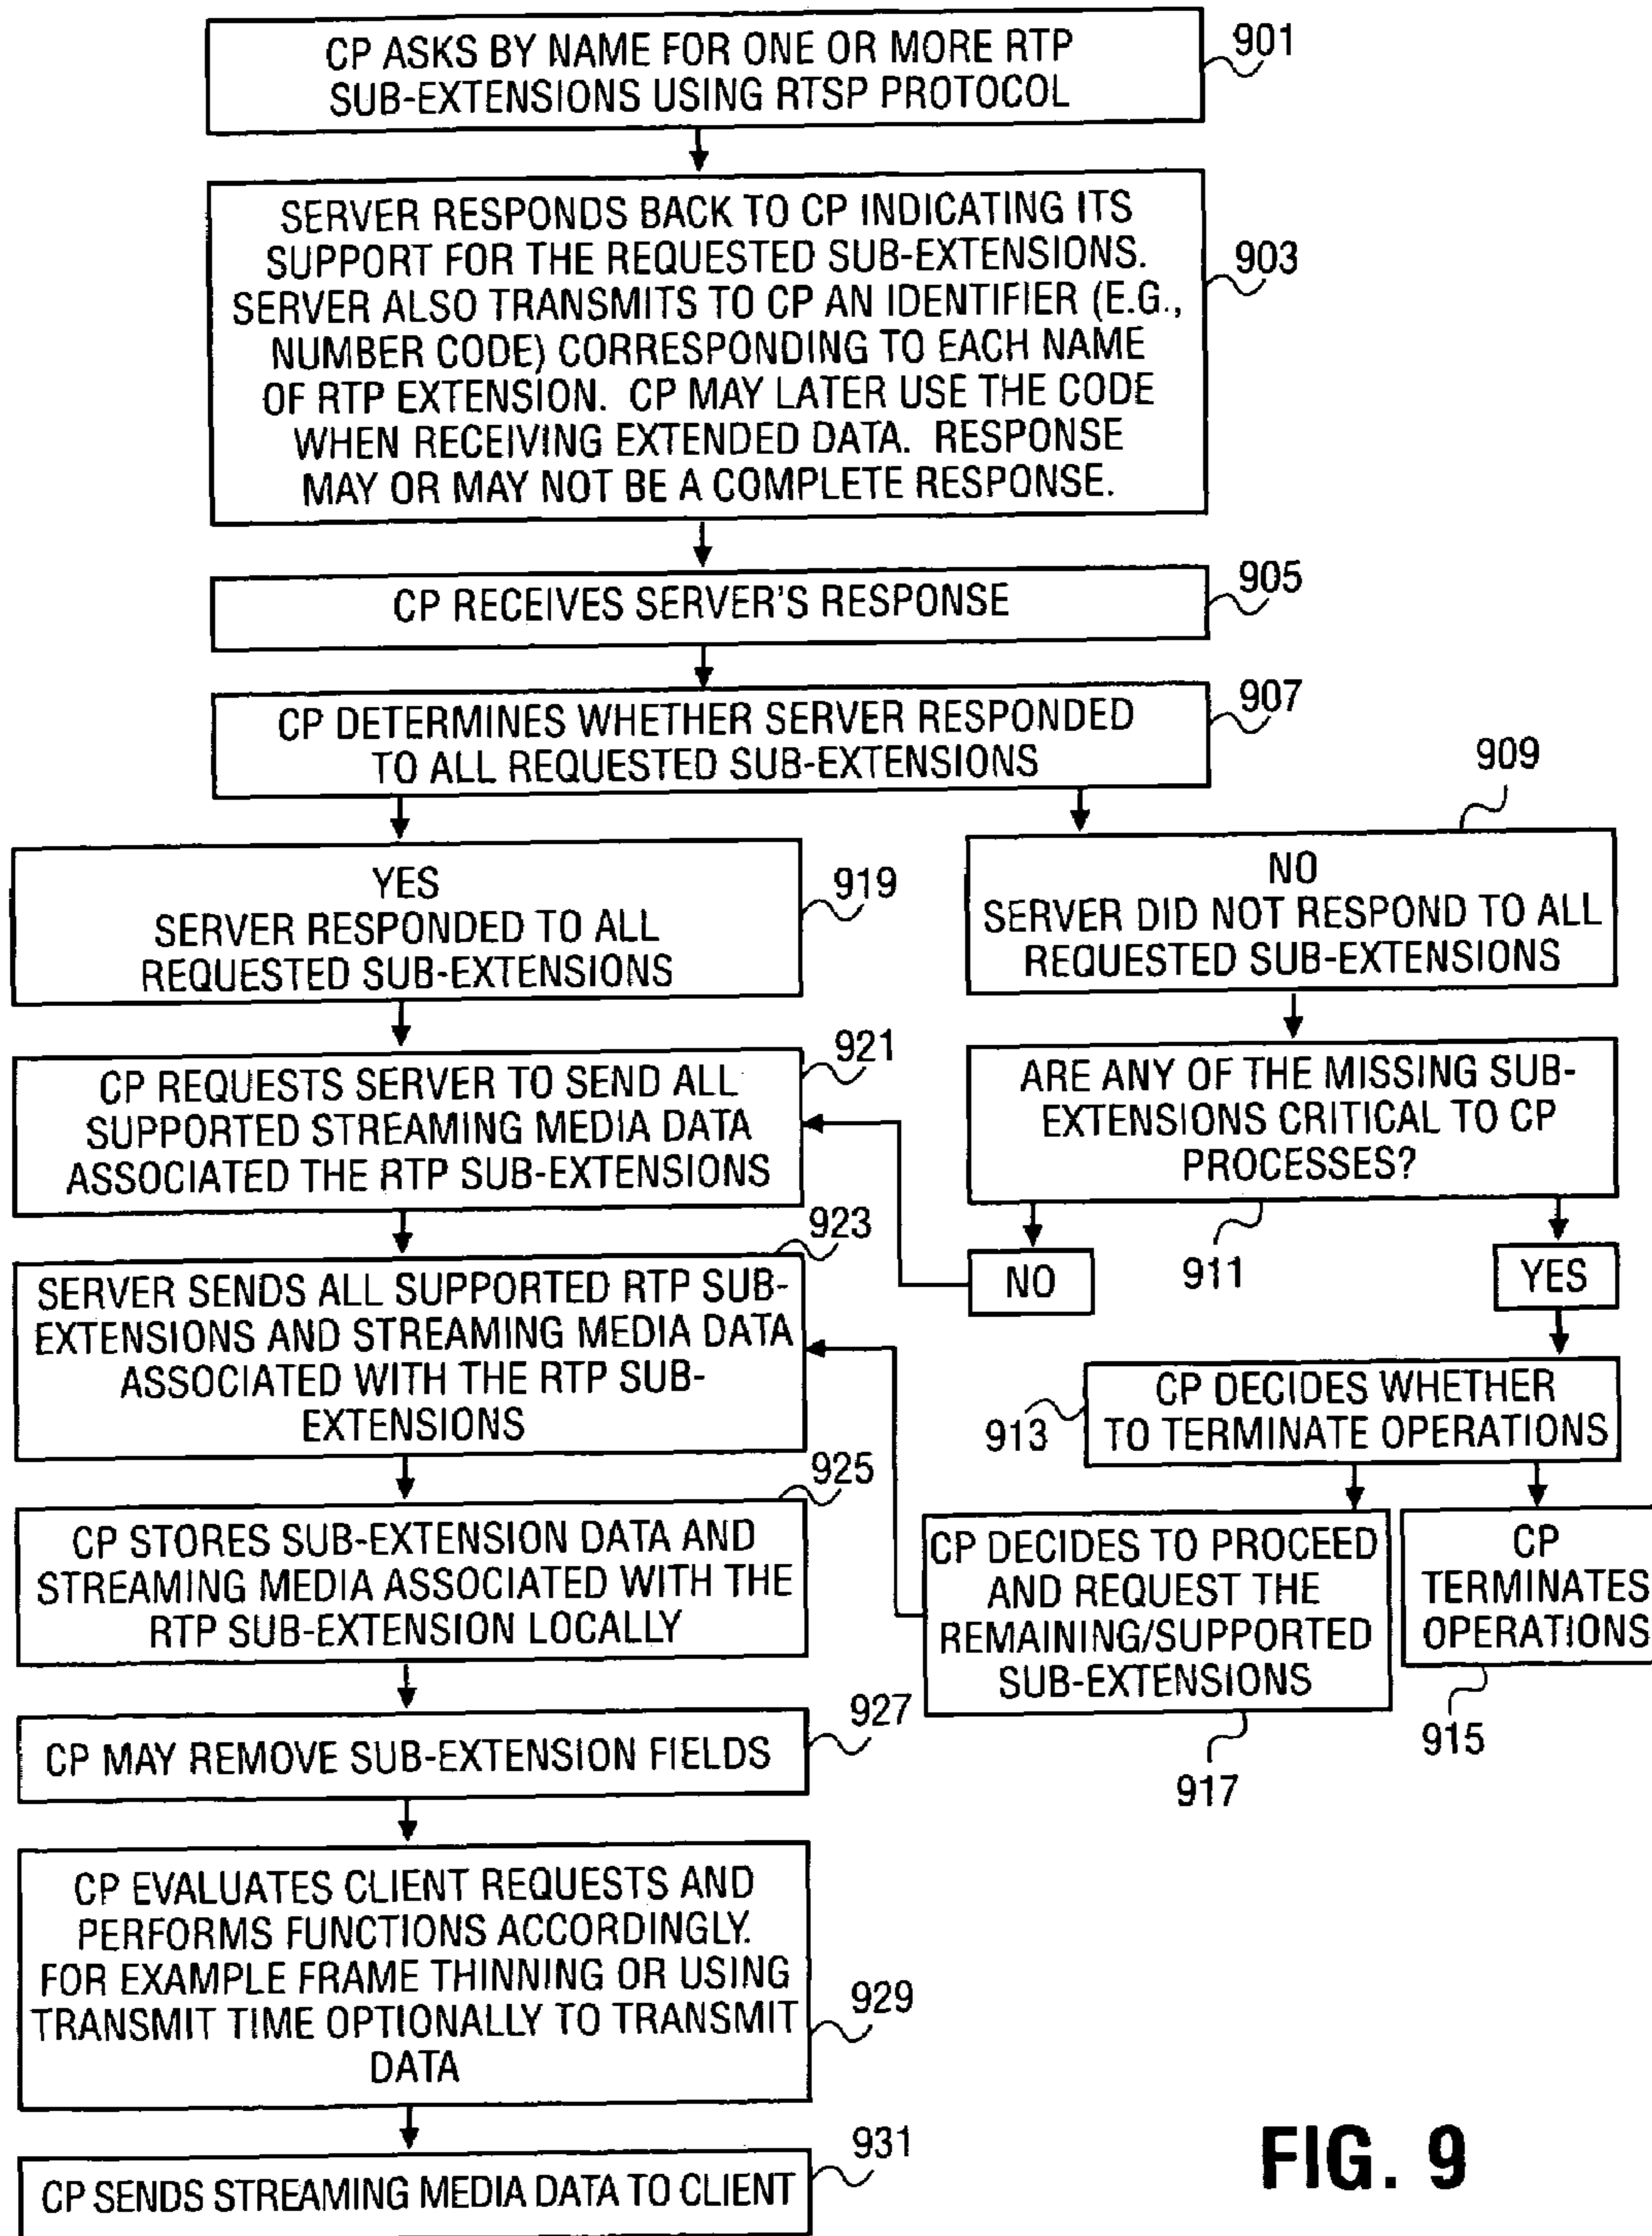 CP ASKS BY NAME FOR ONE OR MORE RTP
SUB-EXTENSIONS USING RTSP PROTOCOL
901
SERVER RESPONDS BACK TO CP INDICATING ITS
SUPPORT FOR THE REQUESTED SUB-EXTENSIONS.
SERVER ALSO TRANSMITS TO CP AN IDENTIFIER (E.G.,
NUMBER CODE) CORRESPONDING TO EACH NAME
OF RTP EXTENSION. CP MAY LATER USE THE CODE
WHEN RECEIVING EXTENDED DATA. RESPONSE
MAY OR MAY NOT BE A COMPLETE RESPONSE.
903
CP RECEIVES SERVER'S RESPONSE
905
CP DETERMINES WHETHER SERVER RESPONDED
TO ALL REQUESTED SUB-EXTENSIONS
907
909
YES
SERVER RESPONDED TO ALL
REQUESTED SUB-EXTENSIONS
919
NO
SERVER DID NOT RESPOND TO ALL
REQUESTED SUB-EXTENSIONS
CP REQUESTS SERVER TO SEND ALL
SUPPORTED STREAMING MEDIA DATA
ASSOCIATED THE RTP SUB-EXTENSIONS
921
ARE ANY OF THE MISSING SUB-
EXTENSIONS CRITICAL TO CP
PROCESSES?
911
NO
YES
923
SERVER SENDS ALL SUPPORTED RTP SUB-
EXTENSIONS AND STREAMING MEDIA DATA
ASSOCIATED WITH THE RTP SUB-
EXTENSIONS
CP DECIDES WHETHER
TO TERMINATE OPERATIONS
913
925
CP STORES SUB-EXTENSION DATA AND
STREAMING MEDIA ASSOCIATED WITH THE
RTP SUB-EXTENSION LOCALLY
CP DECIDES TO PROCEED
AND REQUEST THE
REMAINING/SUPPORTED
SUB-EXTENSIONS
917
CP
TERMINATES
OPERATIONS
915
CP MAY REMOVE SUB-EXTENSION FIELDS
927
CP EVALUATES CLIENT REQUESTS AND
PERFORMS FUNCTIONS ACCORDINGLY.
FOR EXAMPLE FRAME THINNING OR USING
TRANSMIT TIME OPTIONALLY TO TRANSMIT
DATA
929
CP SENDS STREAMING MEDIA DATA TO CLIENT
931
FIG. 9